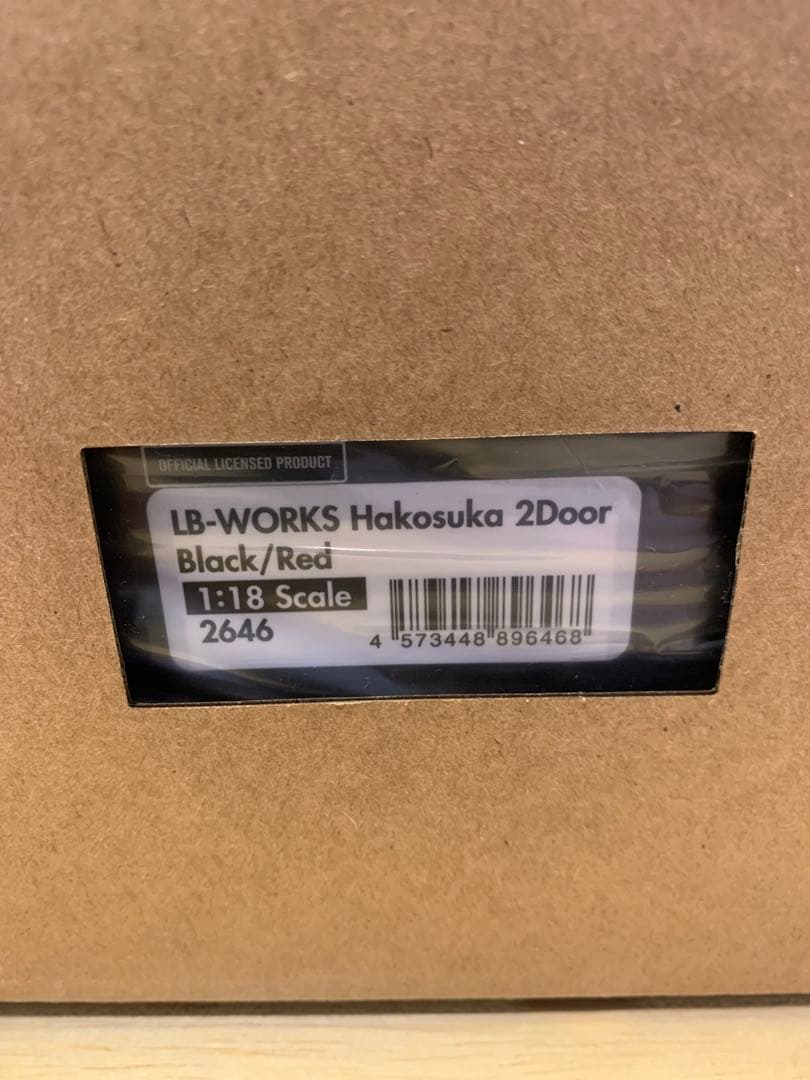 OFFICIAL LICENSED PRODUCT
LB-WORKS Hakosuka 2Door
Black/Red
1:18 Scale
2646
4 573448 896468